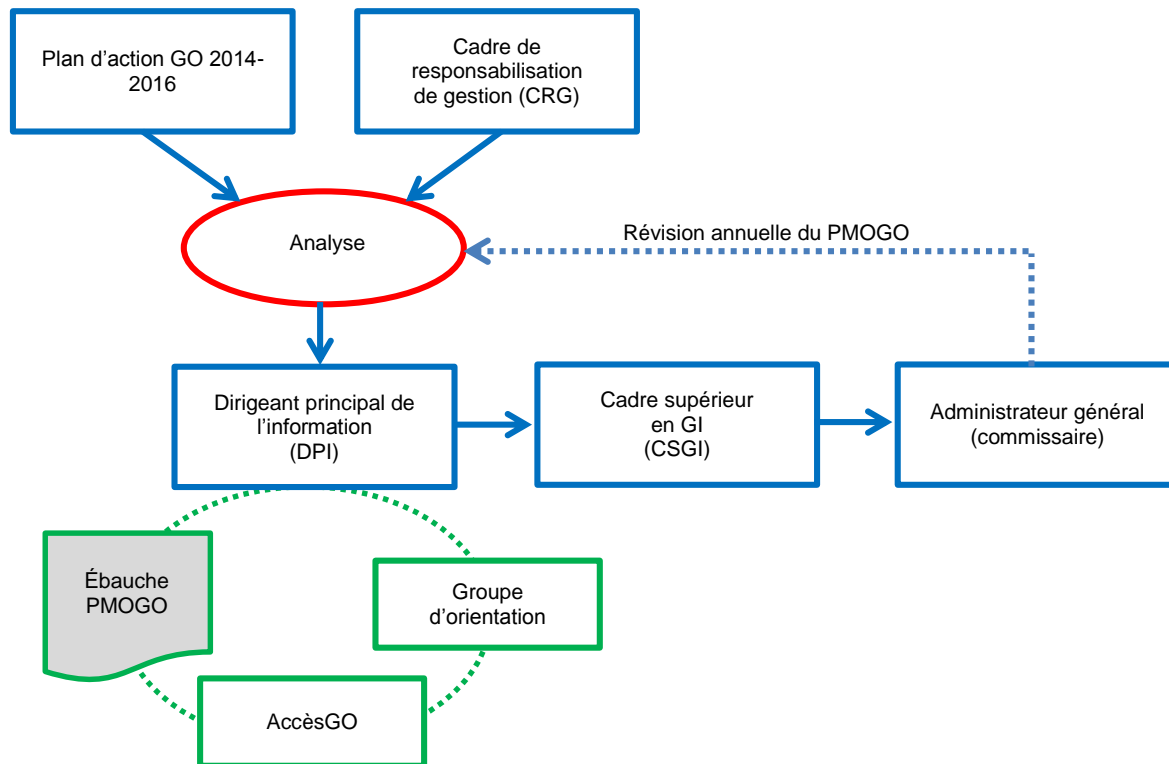 Plan d’action GO 2014-
2016
Cadre de
responsabilisation
de gestion (CRG)
Analyse
Révision annuelle du PMOGO
Dirigeant principal de
l’information
(DPI)
Cadre supérieur
en GI
(CSGI)
Administrateur général
(commissaire)
Ébauche
PMOGO
Groupe
d’orientation
AccèsGO